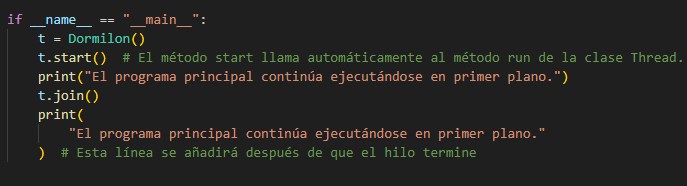 if __name__ == "__main__":
    t = Dormilon()
    t.start()  # El método start llama automáticamente al método run de la clase Thread.
    print("El programa principal continúa ejecutándose en primer plano.")
    t.join()
    print(
        "El programa principal continúa ejecutándose en primer plano."
    )  # Esta línea se añadirá después de que el hilo termine